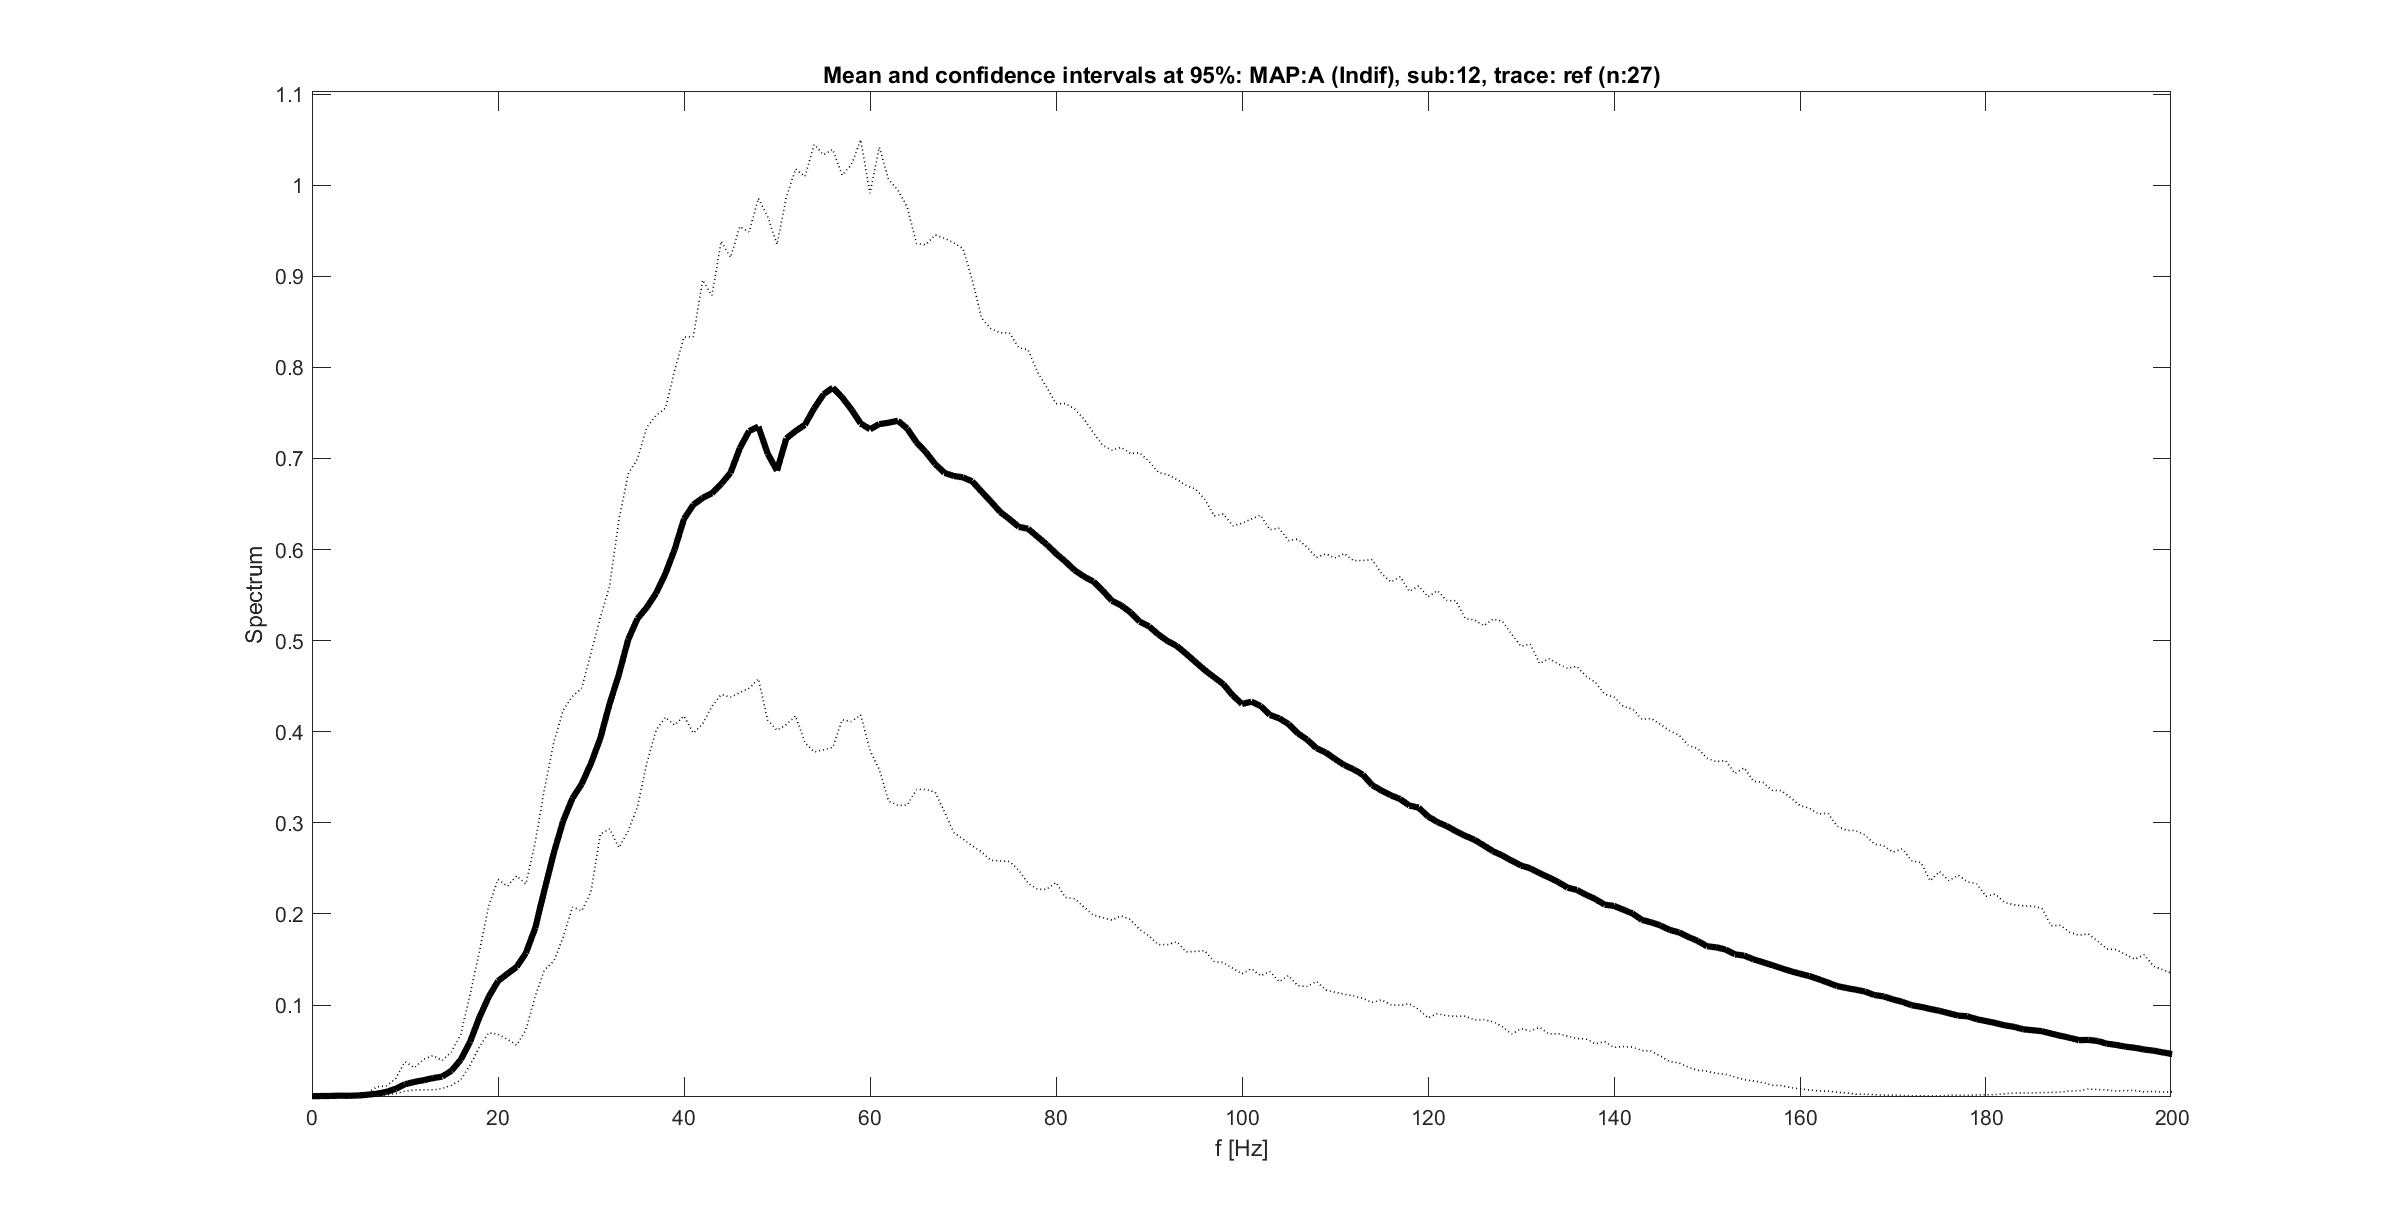 Mean and confidence intervals at 95%: MAP:A (Indif), sub:12, trace: ref (n:27)
1.1
1
0.9
0.8
0.7
0.6
0.5
0.4
0.3
0.2
0.1
Spectrum
0 20 40 60 80 100 120 140 160 180 200
f [Hz]